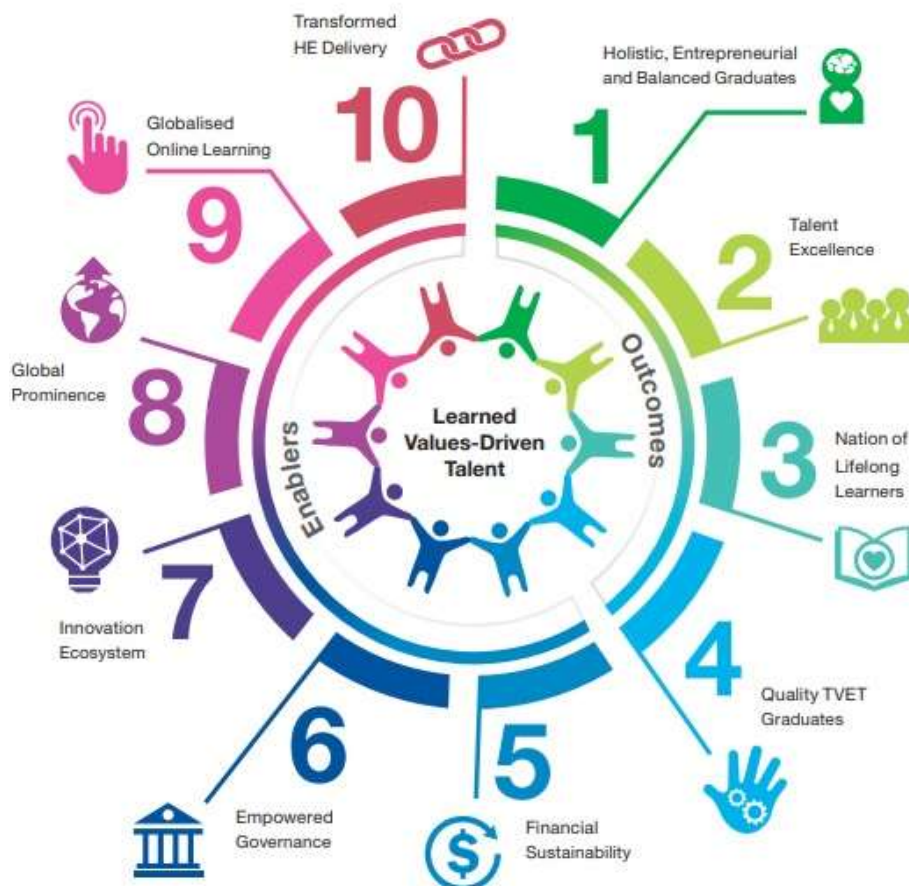 Transformed
HE Delivery
10
Holistic, Entrepreneurial
and Balanced Graduates
1
Talent
Excellence
2
Nation of
Lifelong
Learners
3
Quality TVET
Graduates
4
Financial
Sustainability
5
Empowered
Governance
6
Innovation
Ecosystem
7
Global
Prominence
8
Globalised
Online Learning
9
Enablers
Outcomes
Learned
Values-Driven
Talent
$